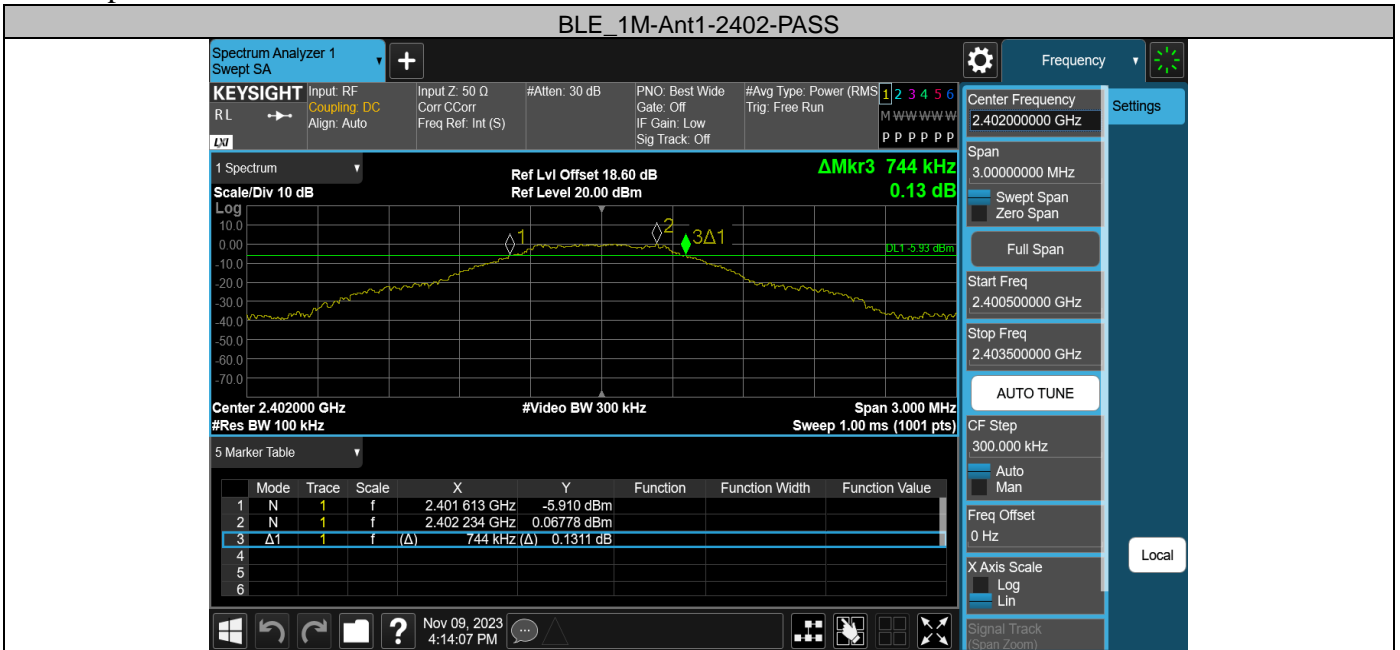 BLE_1M-Ant1-2402-PASS
Spectrum Analyzer 1
Swept SA
Frequency
KEYSIGHT
RL
LXI
Input: RF
Coupling: DC
Align: Auto
Input Z: 50 Ω
Corr CCorr
Freq Ref: Int (S)
#Atten: 30 dB
PNO: Best Wide
Gate: Off
IF Gain: Low
Sig Track: Off
#Avg Type: Power (RMS
Trig: Free Run
1 2 3 4 5 6
M W W W W W
P P P P P P
1 Spectrum
Scale/Div 10 dB
Ref Lvl Offset 18.60 dB
Ref Level 20.00 dBm
ΔMkr3 744 kHz
0.13 dB
Log
10.0
0.00
-10.0
-20.0
-30.0
-40.0
-50.0
-60.0
-70.0
1
2
3Δ1
DL1 -5.93 dBm
Center 2.402000 GHz
#Video BW 300 kHz
Span 3.000 MHz
#Res BW 100 kHz
Sweep 1.00 ms (1001 pts)
5 Marker Table
Mode Trace Scale X Y Function Function Width Function Value
1 N 1 f 2.401 613 GHz -5.910 dBm
2 N 1 f 2.402 234 GHz 0.06778 dBm
3 Δ1 1 f (Δ) 744 kHz (Δ) 0.1311 dB
4
5
6
?
Nov 09, 2023
4:14:07 PM
Center Frequency
2.402000000 GHz
Settings
Span
3.00000000 MHz
Swept Span
Zero Span
Full Span
Start Freq
2.400500000 GHz
Stop Freq
2.403500000 GHz
AUTO TUNE
CF Step
300.000 kHz
Auto
Man
Freq Offset
0 Hz
X Axis Scale
Log
Lin
Local
Signal Track
(Span Zoom)